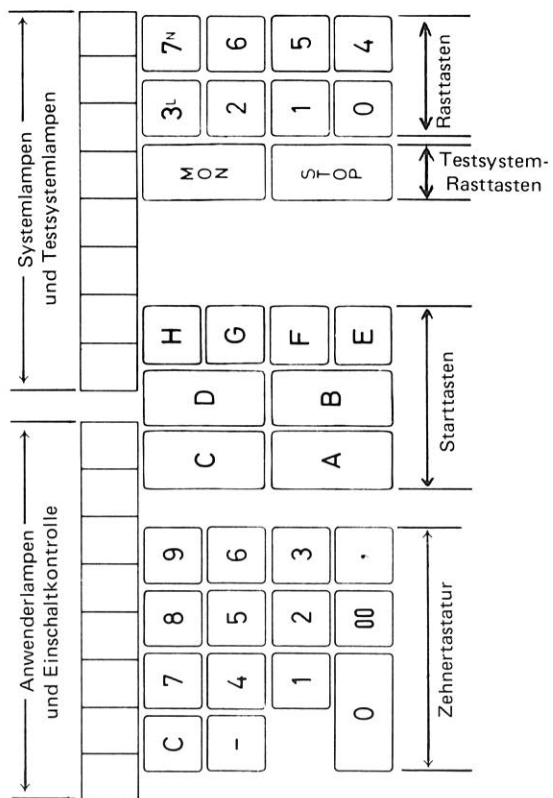 Anwenderlampen
und Einschaltkontrolle
Systemlampen
und Testsystemlampen
C 7 8 9 C D H MON 3L 7N
– 4 5 6 G 2 6
1 2 3 A B F STOP 1 5
0 00 , E 0 4
Zehnertastatur
Starttasten
Testsystem-
Rasttasten
Rasttasten